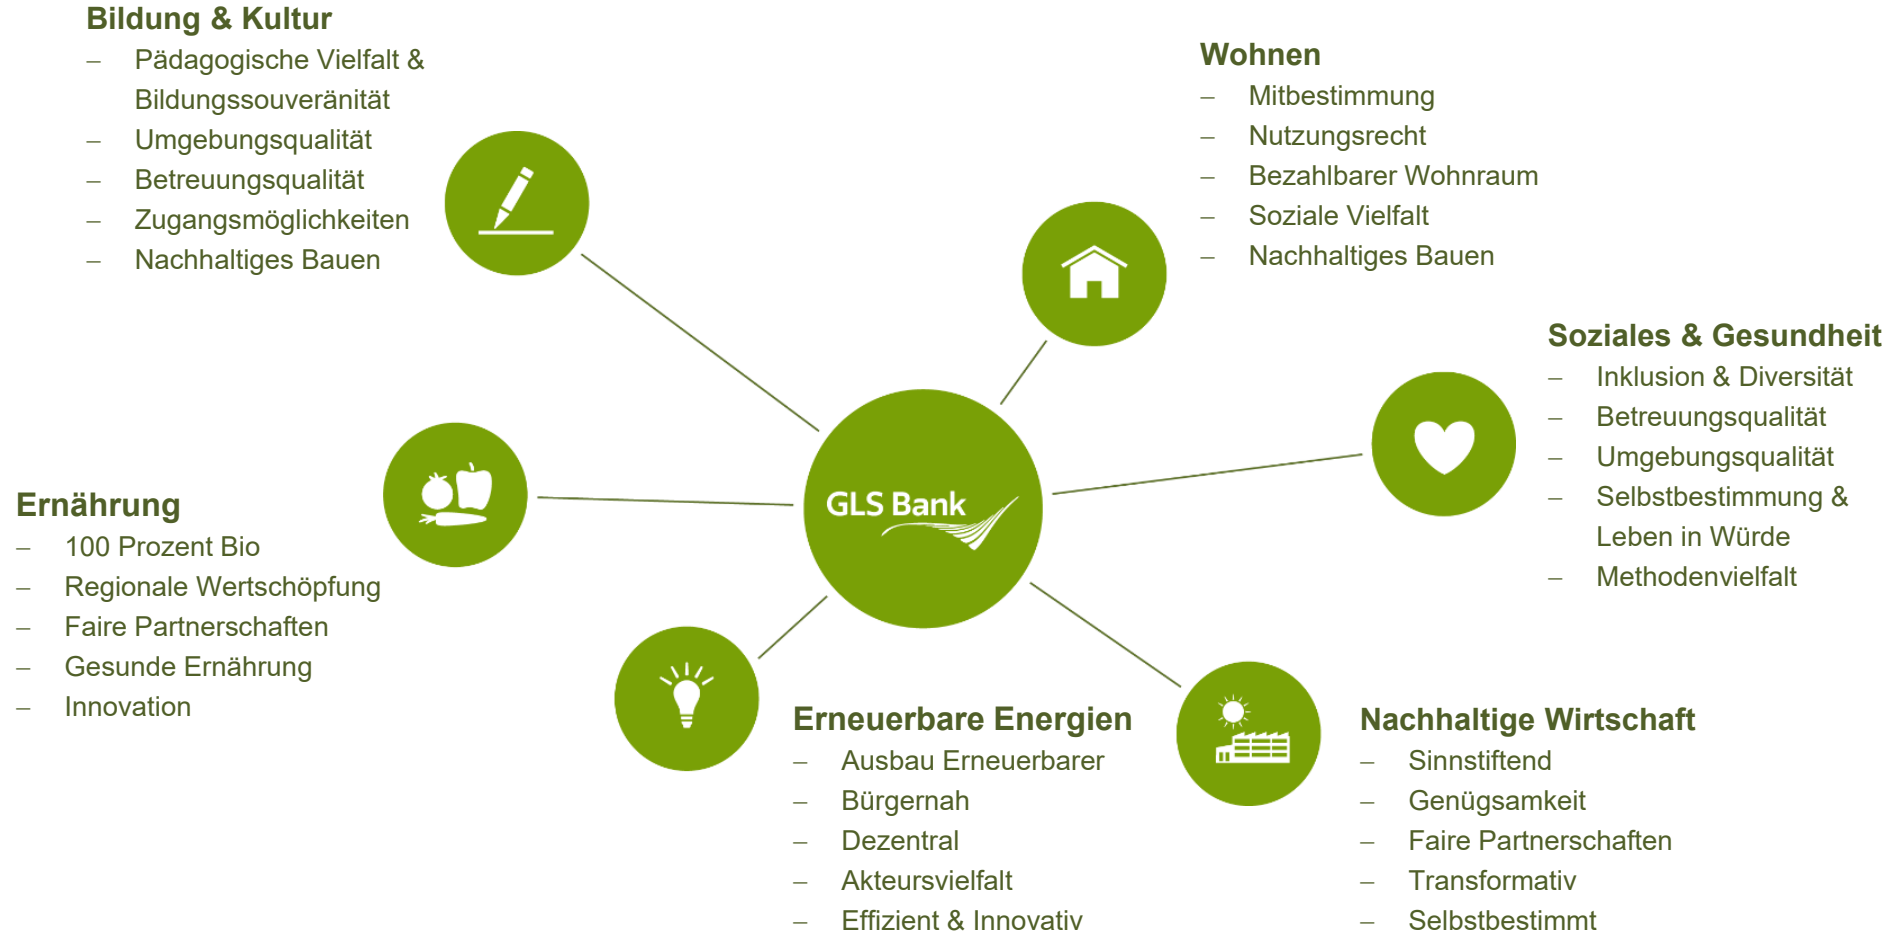 Bildung & Kultur
– Pädagogische Vielfalt &
Bildungssouveränität
– Umgebungsqualität
– Betreuungsqualität
– Zugangsmöglichkeiten
– Nachhaltiges Bauen
Wohnen
– Mitbestimmung
– Nutzungsrecht
– Bezahlbarer Wohnraum
– Soziale Vielfalt
– Nachhaltiges Bauen
Soziales & Gesundheit
– Inklusion & Diversität
– Betreuungsqualität
– Umgebungsqualität
– Selbstbestimmung &
Leben in Würde
– Methodenvielfalt
GLS Bank
Ernährung
– 100 Prozent Bio
– Regionale Wertschöpfung
– Faire Partnerschaften
– Gesunde Ernährung
– Innovation
Erneuerbare Energien
– Ausbau Erneuerbarer
– Bürgernah
– Dezentral
– Akteursvielfalt
– Effizient & Innovativ
Nachhaltige Wirtschaft
– Sinnstiftend
– Genügsamkeit
– Faire Partnerschaften
– Transformativ
– Selbstbestimmt